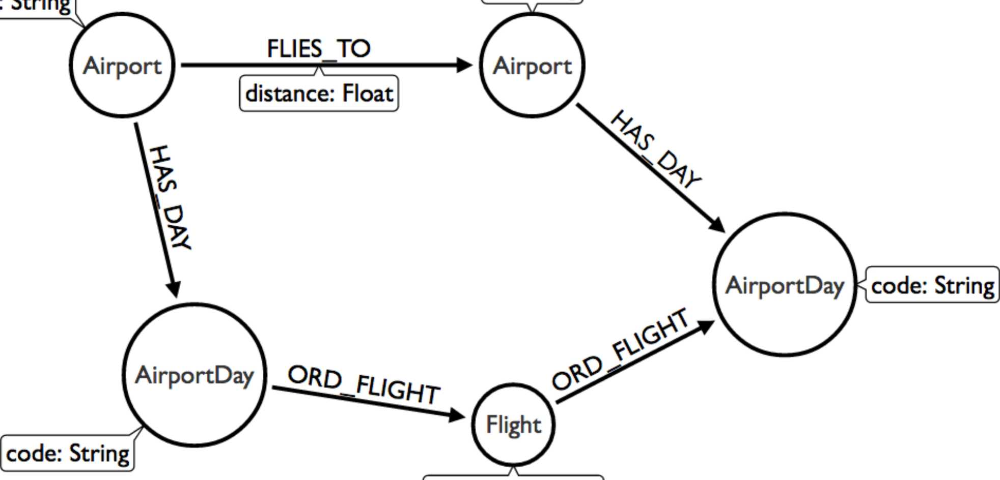 : String
Airport
FLIES_TO
Airport
distance: Float
HAS_DAY
HAS_DAY
AirportDay
code: String
ORD_FLIGHT
ORD_FLIGHT
AirportDay
Flight
code: String